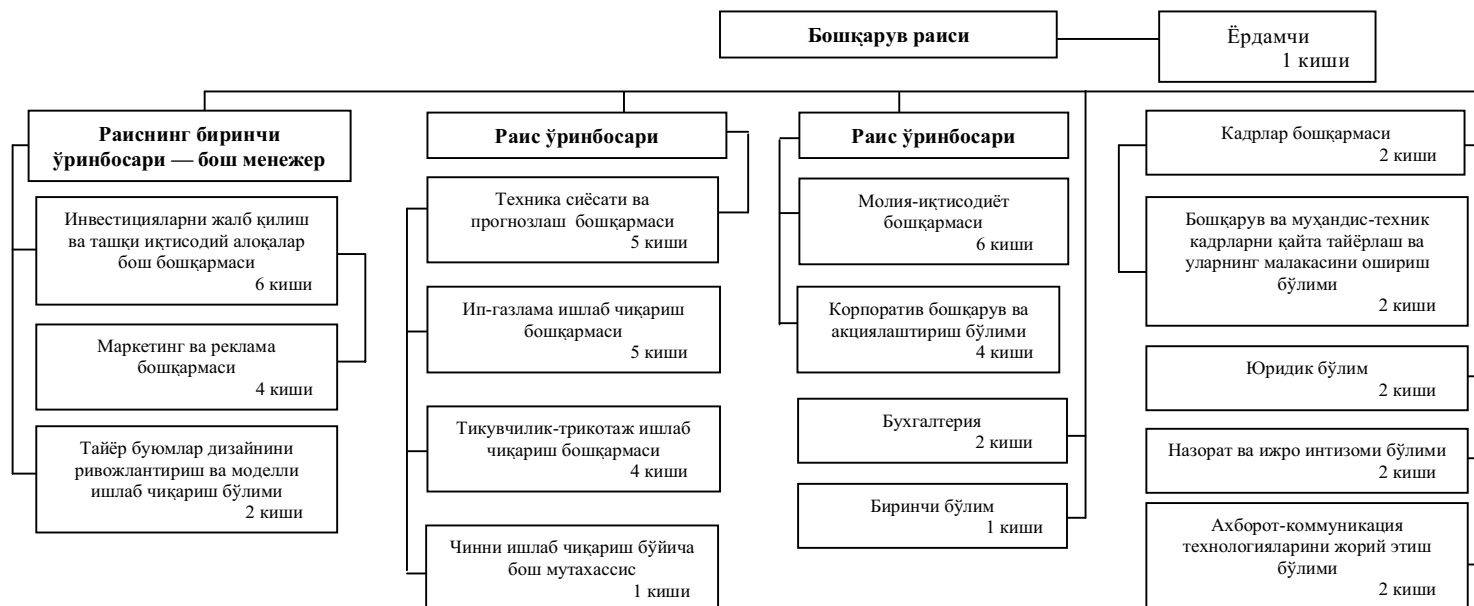 Бошқарув раиси
Ёрдамчи
1 киши
Раиснинг биринчи
ўринбосари — бош менежер
Инвестицияларни жалб қилиш
ва ташқи иқтисодий алоқалар
бош бошқармаси
6 киши
Маркетинг ва реклама
бошқармаси
4 киши
Тайёр буюмлар дизайнини
ривожлантириш ва моделли
ишлаб чиқариш бўлими
2 киши
Раис ўринбосари
Техника сиёсати ва
прогнозлаш бошқармаси
5 киши
Ип-газлама ишлаб чиқариш
бошқармаси
5 киши
Тикувчилик-трикотаж ишлаб
чиқариш бошқармаси
4 киши
Чинни ишлаб чиқариш бўйича
бош мутахассис
1 киши
Раис ўринбосари
Молия-иқтисодиёт
бошқармаси
6 киши
Корпоратив бошқарув ва
акциялаштириш бўлими
4 киши
Бухгалтерия
2 киши
Биринчи бўлим
1 киши
Кадрлар бошқармаси
2 киши
Бошқарув ва муҳандис-техник
кадрларни қайта тайёрлаш ва
уларнинг малакасини ошириш
бўлими
2 киши
Юридик бўлим
2 киши
Назорат ва ижро интизоми бўлими
2 киши
Ахборот-коммуникация
технологияларини жорий этиш
бўлими
2 киши